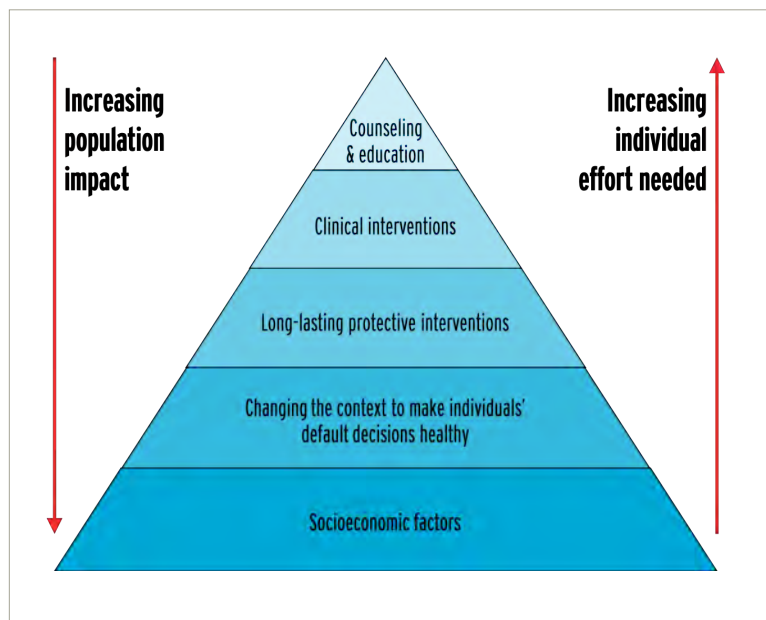 Increasing
population
impact
Increasing
individual
effort needed
Counseling
& education
Clinical interventions
Long-lasting protective interventions
Changing the context to make individuals’
default decisions healthy
Socioeconomic factors